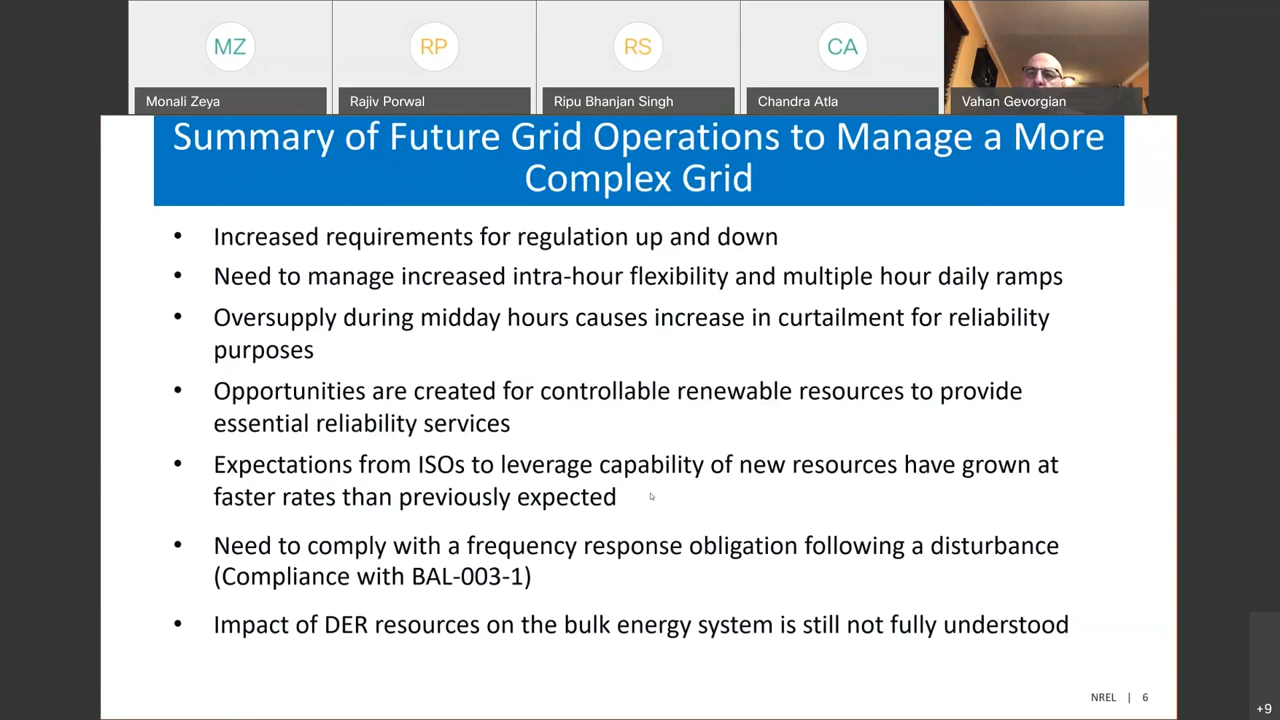 MZ
RP
RS
CA
Monali Zeya
Rajiv Porwal
Ripu Bhanjan Singh
Chandra Atla
Vahan Gevorgian
Summary of Future Grid Operations to Manage a More
Complex Grid
• Increased requirements for regulation up and down
• Need to manage increased intra-hour flexibility and multiple hour daily ramps
• Oversupply during midday hours causes increase in curtailment for reliability
purposes
• Opportunities are created for controllable renewable resources to provide
essential reliability services
• Expectations from ISOs to leverage capability of new resources have grown at
faster rates than previously expected
• Need to comply with a frequency response obligation following a disturbance
(Compliance with BAL-003-1)
• Impact of DER resources on the bulk energy system is still not fully understood
NREL | 6
+9